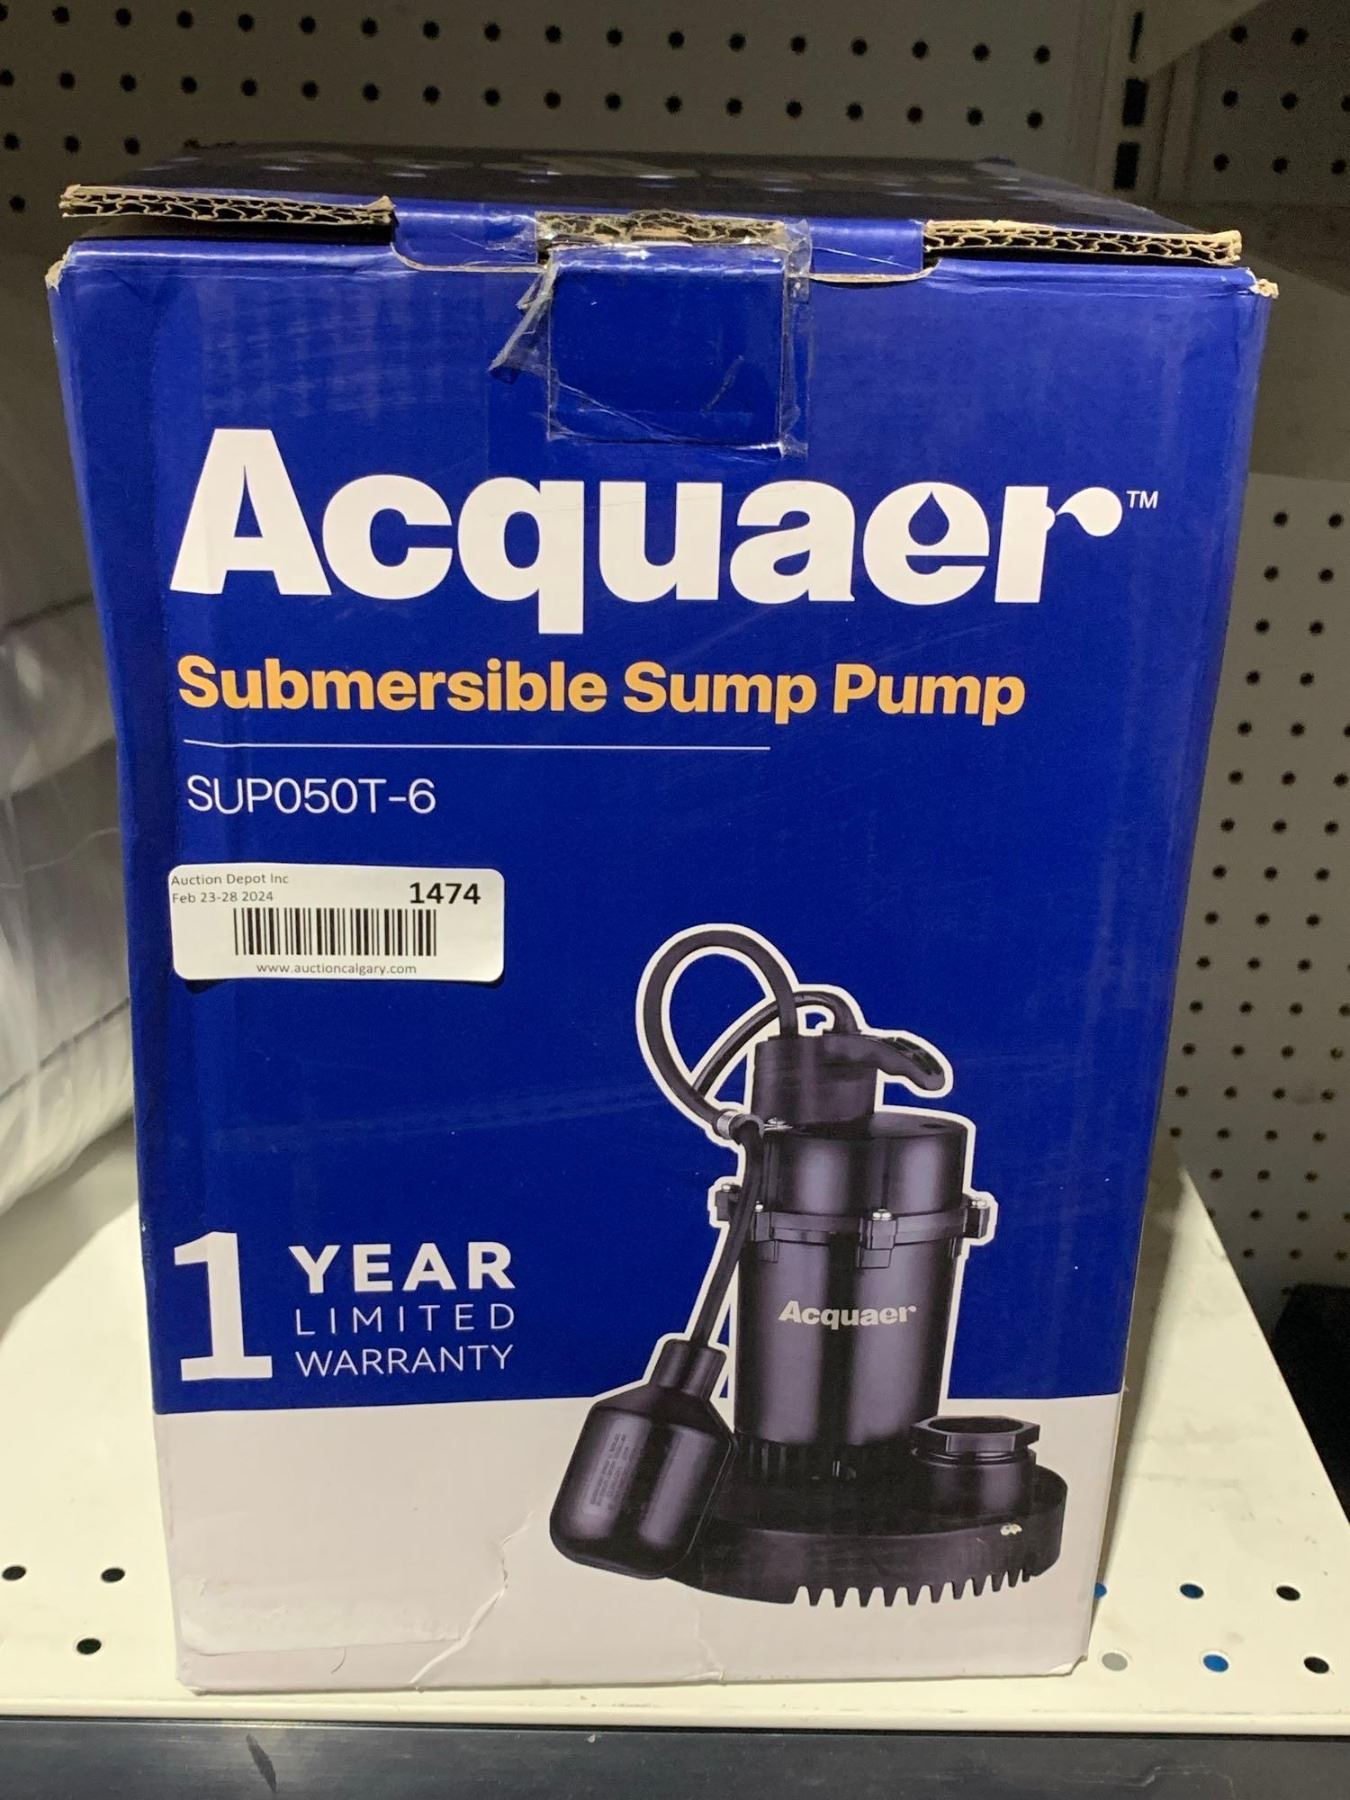 Acquaer™
Submersible Sump Pump
SUP050T-6
Auction Depot Inc
Feb 23-28 2024
1474
www.auctioncalgary.com
1 YEAR
LIMITED
WARRANTY
Acquaer